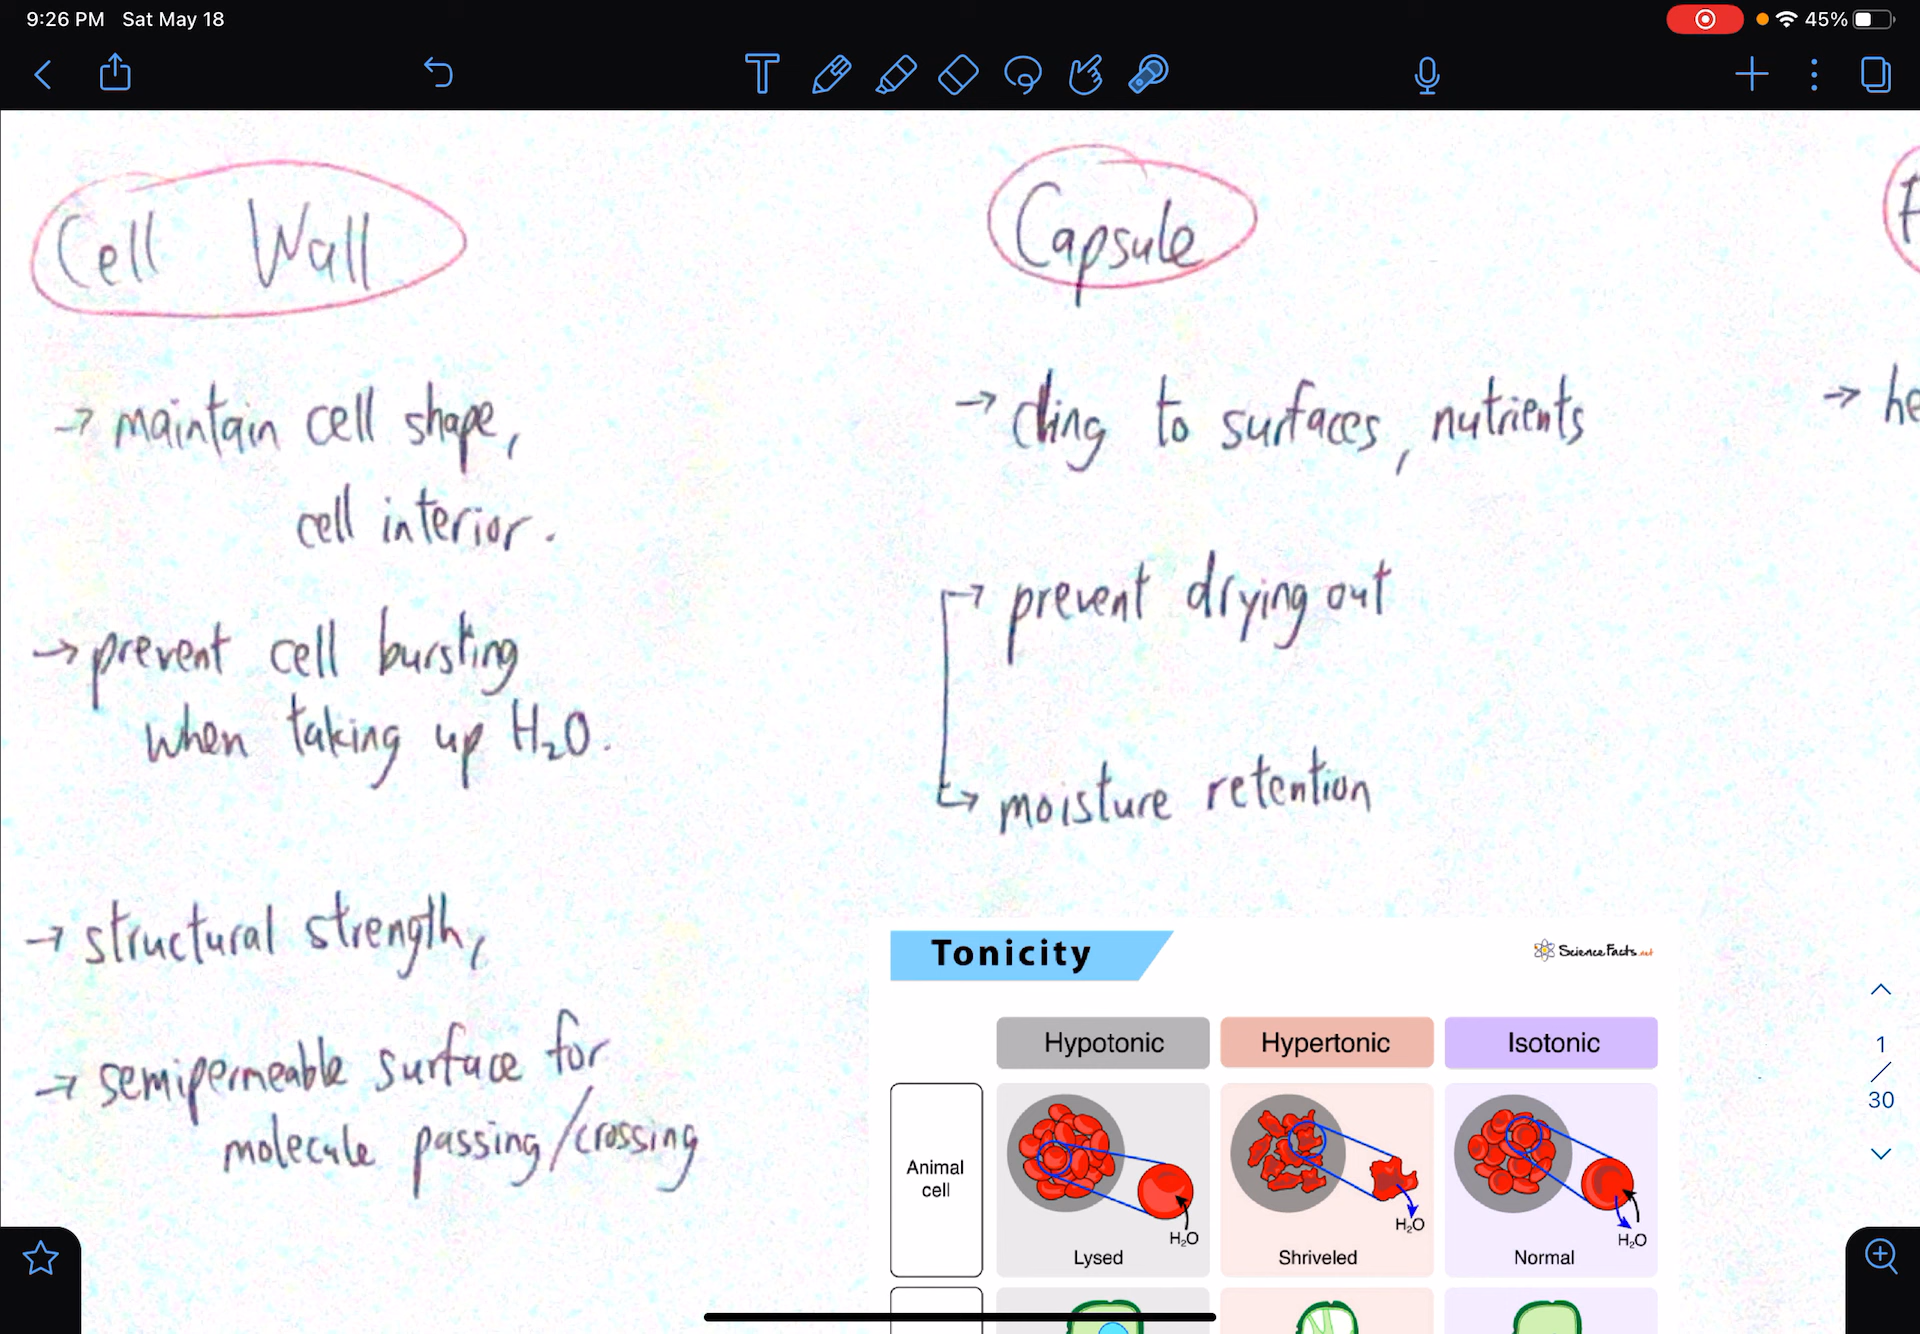 9:26 PM Sat May 18
45%
Cell Wall
→ maintain cell shape,
cell interior.
→ prevent cell bursting
when taking up H₂O.
→ structural strength,
→ semipermeable surface for
molecule passing/crossing
Capsule
→ cling to surfaces, nutrients
→ prevent drying out
→ moisture retention
→ he
Tonicity
ScienceFacts.net
Hypotonic Hypertonic Isotonic
Animal
cell
H₂O
H₂O
H₂O
Lysed Shriveled Normal
1
/
30